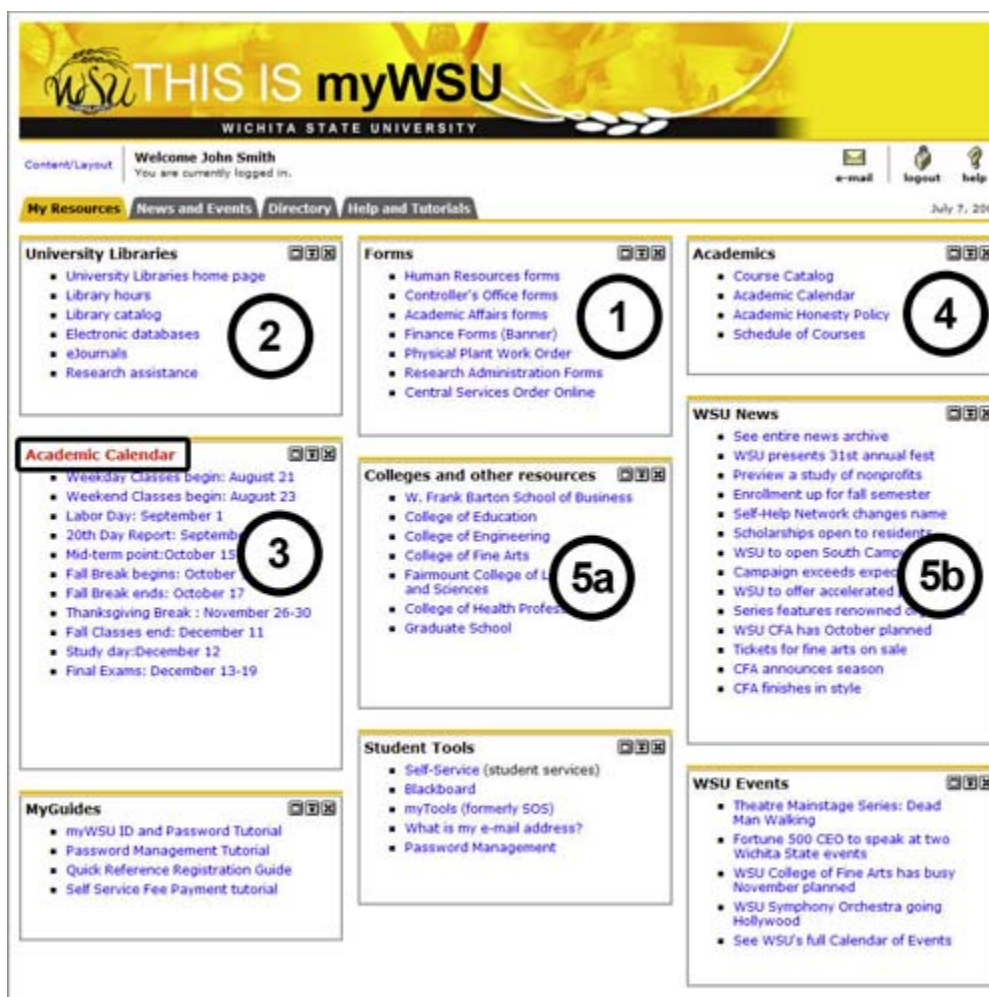 WSU THIS IS myWSU
WICHITA STATE UNIVERSITY
Content/Layout
Welcome John Smith
You are currently logged in.
e-mail
logout
help
My Resources
News and Events
Directory
Help and Tutorials
July 7,
University Libraries
University Libraries home page
Library hours
Library catalog
Electronic databases
eJournals
Research assistance
2
Academic Calendar
Weekday Classes begin: August 21
Weekend Classes begin: August 23
Labor Day: September 1
20th Day Report:
Mid-term point:October 15
Fall Break begins: October
Fall Break ends: October 17
Thanksgiving Break : November 26-30
Fall Classes end: December 11
Study day:December 12
Final Exams: December 13-19
3
MyGuides
myWSU ID and Password Tutorial
Password Management Tutorial
Quick Reference Registration Guide
Self Service Fee Payment tutorial
Forms
Human Resources forms
Controller's Office forms
Academic Affairs forms
Finance Forms (Banner)
Physical Plant Work Order
Research Administration Forms
Central Services Order Online
1
Colleges and other resources
W. Frank Barton School of Business
College of Education
College of Engineering
College of Fine Arts
Fairmount College of
and Sciences
College of Health
Graduate School
5a
Student Tools
Self-Service (student services)
Blackboard
myTools (formerly SOS)
What is my e-mail address?
Password Management
Academics
Course Catalog
Academic Calendar
Academic Honesty Policy
Schedule of Courses
4
WSU News
See entire news archive
WSU presents 31st annual fest
Preview a study of nonprofits
Enrollment up for fall semester
Self-Help Network changes name
Scholarships open to residents
WSU to open South
Campaign exceeds
WSU to offer accelerated
Series features renowned
WSU CFA has October planned
Tickets for fine arts on sale
CFA announces season
CFA finishes in style
5b
WSU Events
Theatre Mainstage Series: Dead
Man Walking
Fortune 500 CEO to speak at two
Wichita State events
WSU College of Fine Arts has busy
November planned
WSU Symphony Orchestra going
Hollywood
See WSU's full Calendar of Events